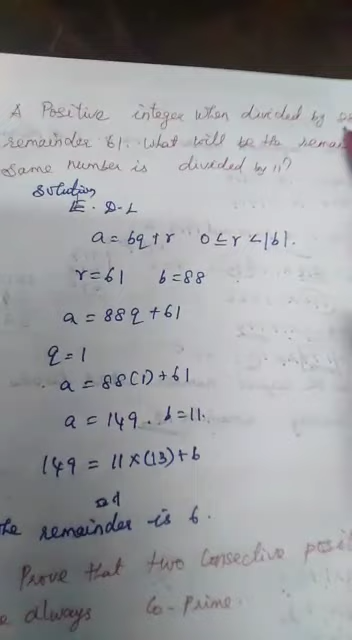 A Positive integer when divided by
remainder 61. What will be the
Same number is divided by 11?
Solution
E. D. L
a = bq + r 0 ≤ r < |b|.
r = 61 b = 88
a = 88q + 61
q = 1
a = 88(1) + 61
a = 149. b = 11.
149 = 11 × (13) + 6
remainder is 6.
Prove that two Consective
always Co-Prime.